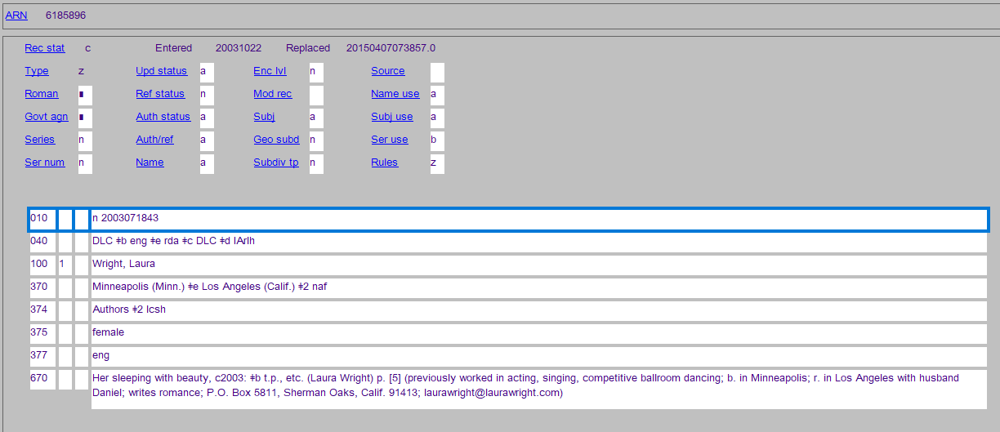 ARN 6185896
Rec stat c Entered 20031022 Replaced 20150407073857.0
Type z Upd status a Enc lvl n Source
Roman ▪ Ref status n Mod rec Name use a
Govt agn ▪ Auth status a Subj a Subj use a
Series n Auth/ref a Geo subd n Ser use b
Ser num n Name a Subdiv tp n Rules z
010 n 2003071843
040 DLC ǂb eng ǂe rda ǂc DLC ǂd IArlh
100 1 Wright, Laura
370 Minneapolis (Minn.) ǂe Los Angeles (Calif.) ǂ2 naf
374 Authors ǂ2 lcsh
375 female
377 eng
670 Her sleeping with beauty, c2003: ǂb t.p., etc. (Laura Wright) p. [5] (previously worked in acting, singing, competitive ballroom dancing; b. in Minneapolis; r. in Los Angeles with husband
Daniel; writes romance; P.O. Box 5811, Sherman Oaks, Calif. 91413; laurawright@laurawright.com)